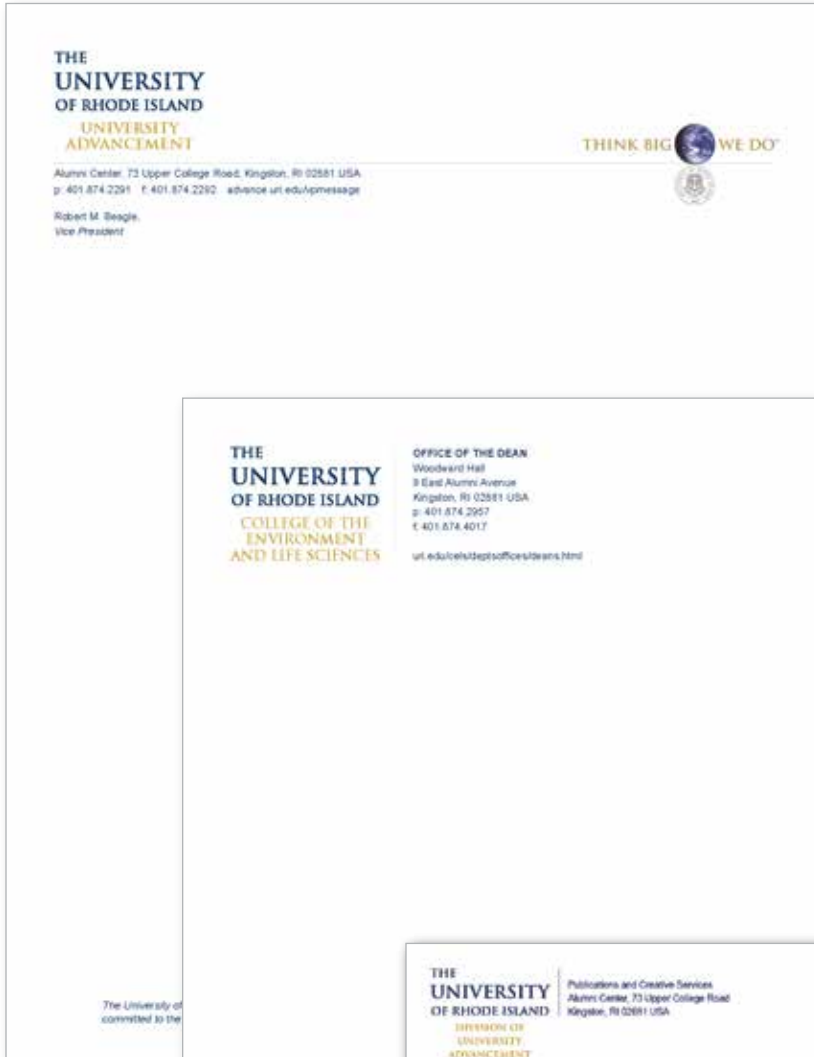 THE
UNIVERSITY
OF RHODE ISLAND
UNIVERSITY
ADVANCEMENT
THINK BIG WE DO℠
Alumni Center, 73 Upper College Road, Kingston, RI 02881 USA
p: 401.874.2291 f: 401.874.2292 advance.uri.edu/vpmessage
Robert M. Beagle,
Vice President
THE
UNIVERSITY
OF RHODE ISLAND
COLLEGE OF THE
ENVIRONMENT
AND LIFE SCIENCES
OFFICE OF THE DEAN
Woodward Hall
9 East Alumni Avenue
Kingston, RI 02881 USA
p: 401.874.2957
f: 401.874.4017
uri.edu/cels/deptsoffices/deans.html
The University of
committed to the
THE
UNIVERSITY
OF RHODE ISLAND
DIVISION OF
UNIVERSITY
ADVANCEMENT
Publications and Creative Services
Alumni Center, 73 Upper College Road
Kingston, RI 02881 USA